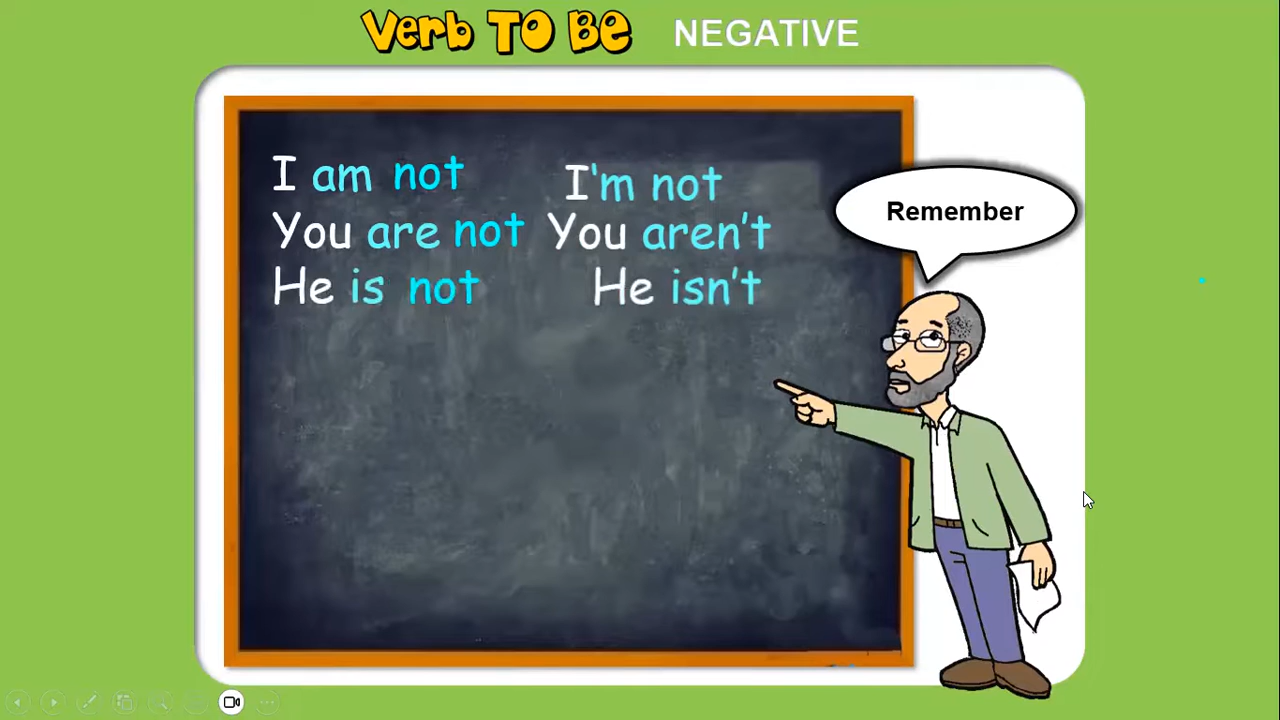 Verb TO Be NEGATIVE
I am not I'm not
You are not You aren't
He is not He isn't
Remember